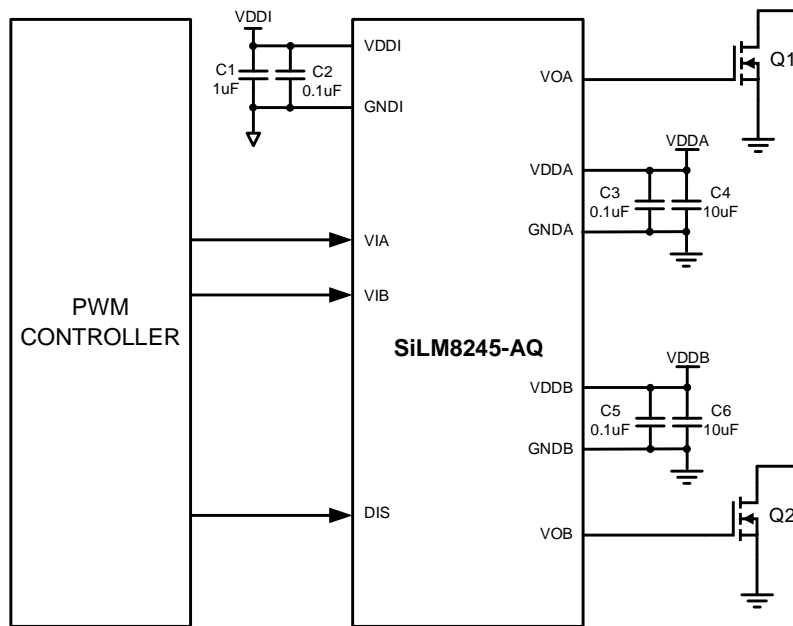 VDDI
C1
1uF
C2
0.1uF
VDDI
GNDI
VOA
Q1
VDDA
VDDA
C3
0.1uF
C4
10uF
GNDA
VIA
VIB
PWM
CONTROLLER
SiLM8245-AQ
VDDB
VDDB
C5
0.1uF
C6
10uF
GNDB
DIS
VOB
Q2